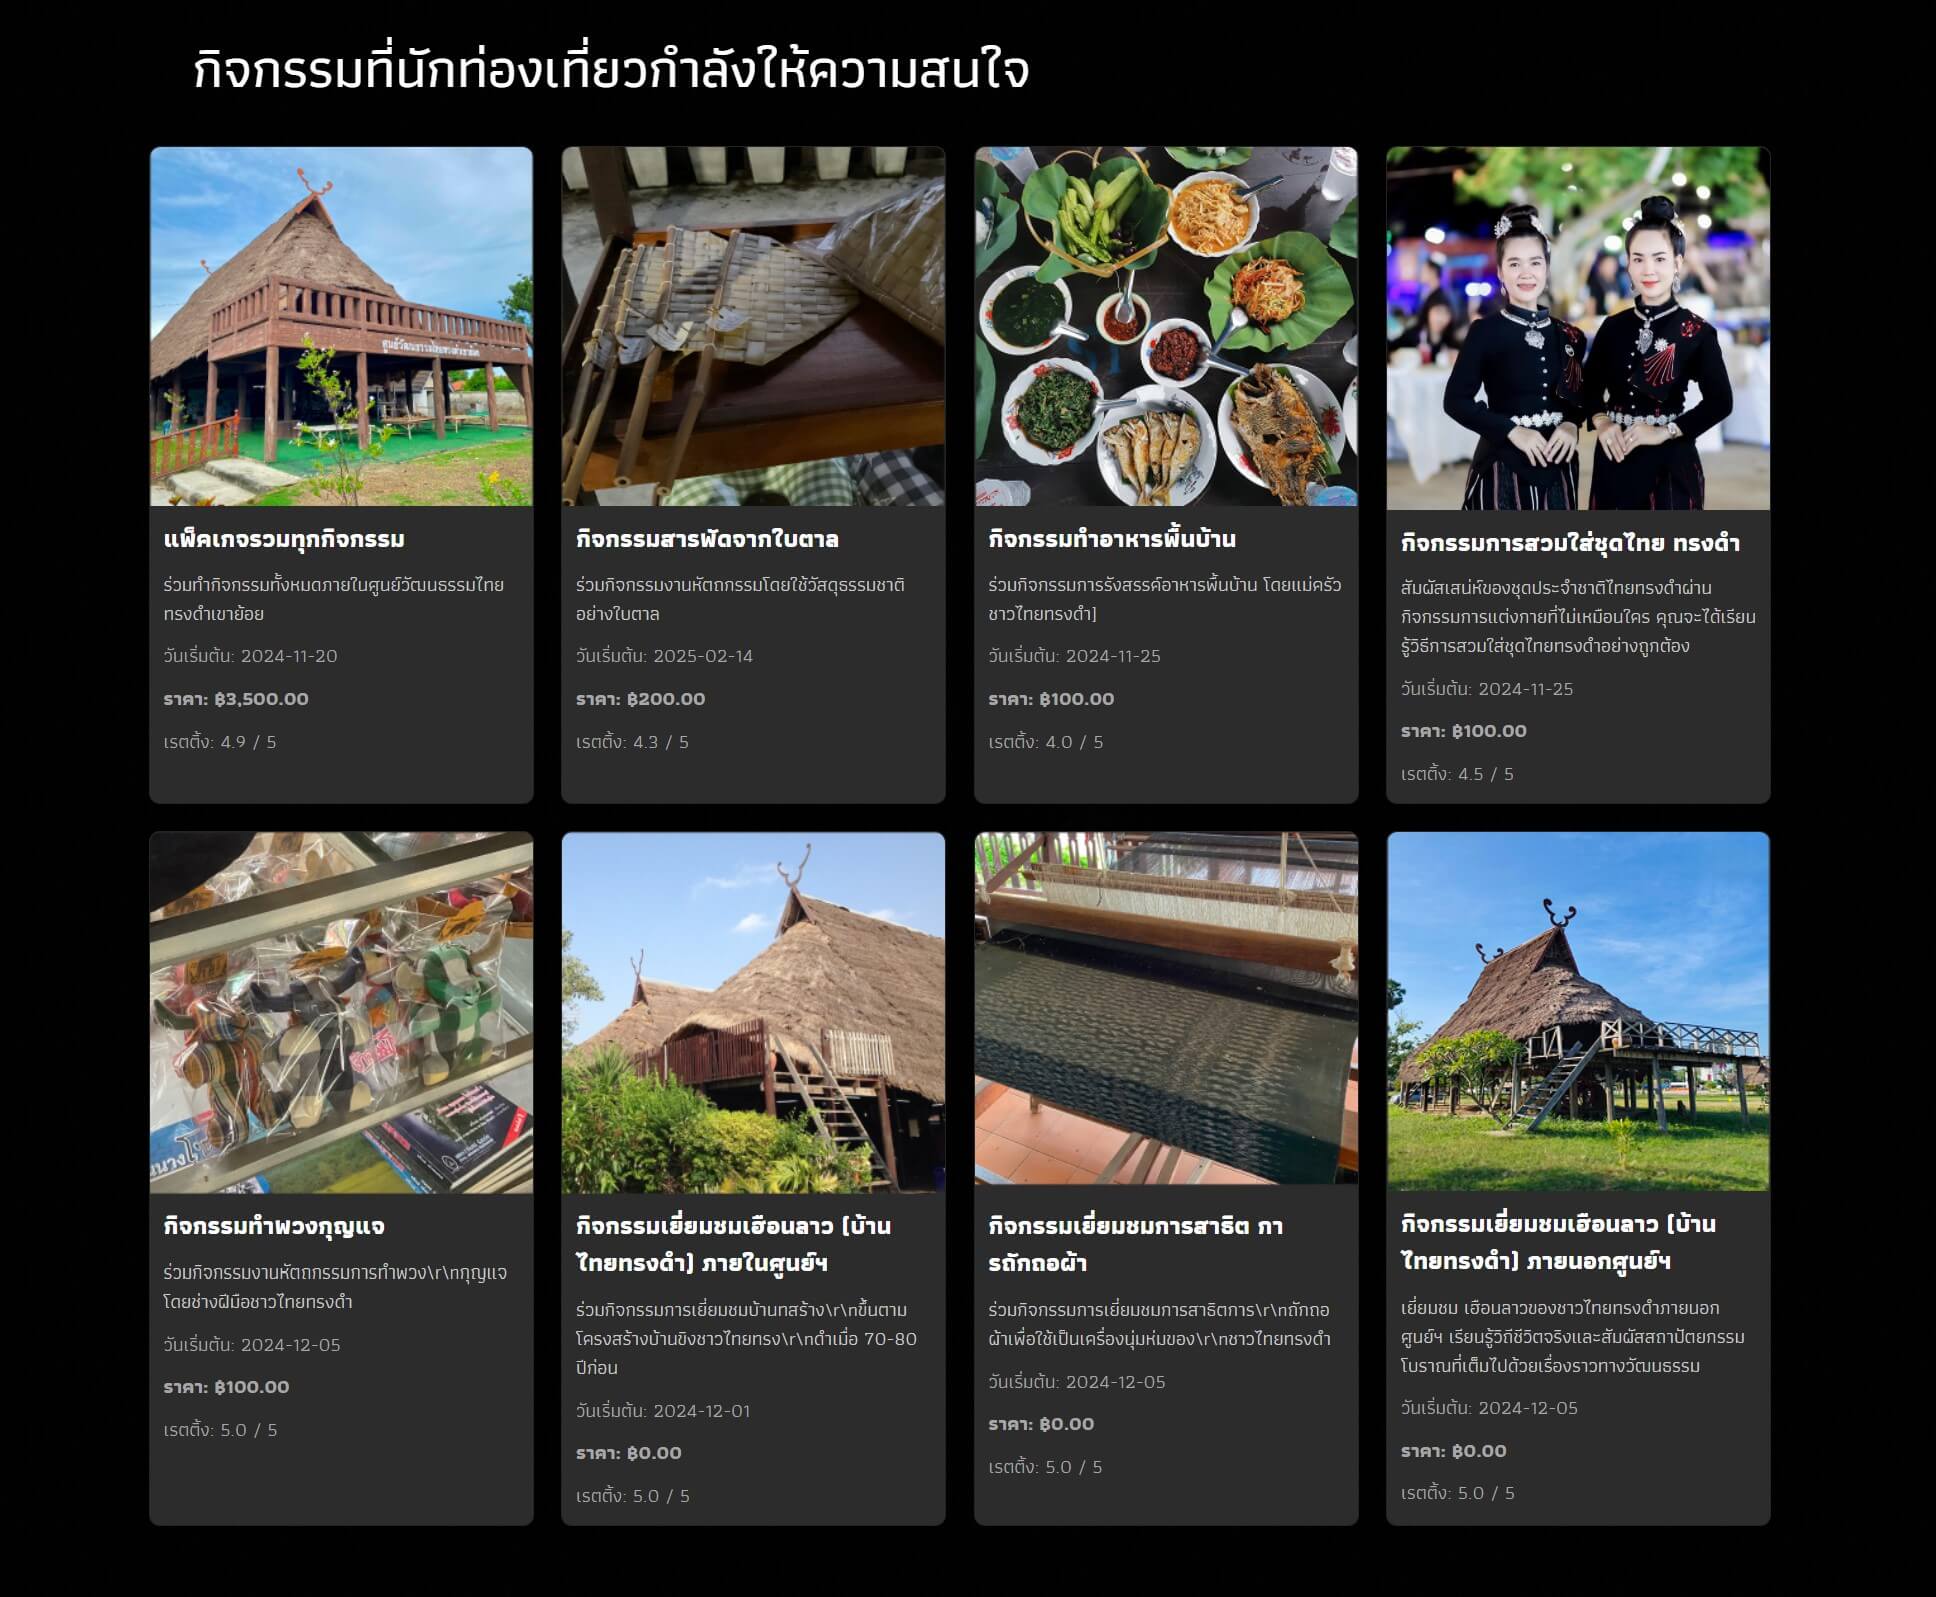 กิจกรรมที่นักท่องเที่ยวกำลังให้ความสนใจ
ศูนย์วัฒนธรรมไทยทรงดำเขาย้อย
แพ็คเกจรวมทุกกิจกรรม
ร่วมทำกิจกรรมทั้งหมดภายในศูนย์วัฒนธรรมไทย
ทรงดำเขาย้อย
วันเริ่มต้น: 2024-11-20
ราคา: ฿3,500.00
เรตติ้ง: 4.9 / 5
กิจกรรมสารพัดจากใบตาล
ร่วมกิจกรรมงานหัตถกรรมโดยใช้วัสดุธรรมชาติ
อย่างใบตาล
วันเริ่มต้น: 2025-02-14
ราคา: ฿200.00
เรตติ้ง: 4.3 / 5
กิจกรรมทำอาหารพื้นบ้าน
ร่วมกิจกรรมการรังสรรค์อาหารพื้นบ้าน โดยแม่ครัว
ชาวไทยทรงดำ]
วันเริ่มต้น: 2024-11-25
ราคา: ฿100.00
เรตติ้ง: 4.0 / 5
กิจกรรมการสวมใส่ชุดไทย ทรงดำ
สัมผัสเสน่ห์ของชุดประจำชาติไทยทรงดำผ่าน
กิจกรรมการแต่งกายที่ไม่เหมือนใคร คุณจะได้เรียน
รู้วิธีการสวมใส่ชุดไทยทรงดำอย่างถูกต้อง
วันเริ่มต้น: 2024-11-25
ราคา: ฿100.00
เรตติ้ง: 4.5 / 5
กิจกรรมทำพวงกุญแจ
ร่วมกิจกรรมงานหัตถกรรมการทำพวง\r\nกุญแจ
โดยช่างฝีมือชาวไทยทรงดำ
วันเริ่มต้น: 2024-12-05
ราคา: ฿100.00
เรตติ้ง: 5.0 / 5
กิจกรรมเยี่ยมชมเฮือนลาว (บ้าน
ไทยทรงดำ) ภายในศูนย์ฯ
ร่วมกิจกรรมการเยี่ยมชมบ้านทสร้าง\r\nขึ้นตาม
โครงสร้างบ้านขิงชาวไทยทรง\r\nดำเมื่อ 70-80
ปีก่อน
วันเริ่มต้น: 2024-12-01
ราคา: ฿0.00
เรตติ้ง: 5.0 / 5
กิจกรรมเยี่ยมชมการสาธิต กา
รถักถอผ้า
ร่วมกิจกรรมการเยี่ยมชมการสาธิตการ\r\nถักถอ
ผ้าเพื่อใช้เป็นเครื่องนุ่มห่มของ\r\nชาวไทยทรงดำ
วันเริ่มต้น: 2024-12-05
ราคา: ฿0.00
เรตติ้ง: 5.0 / 5
กิจกรรมเยี่ยมชมเฮือนลาว (บ้าน
ไทยทรงดำ) ภายนอกศูนย์ฯ
เยี่ยมชม เฮือนลาวของชาวไทยทรงดำภายนอก
ศูนย์ฯ เรียนรู้วิถีชีวิตจริงและสัมผัสสถาปัตยกรรม
โบราณที่เต็มไปด้วยเรื่องราวทางวัฒนธรรม
วันเริ่มต้น: 2024-12-05
ราคา: ฿0.00
เรตติ้ง: 5.0 / 5